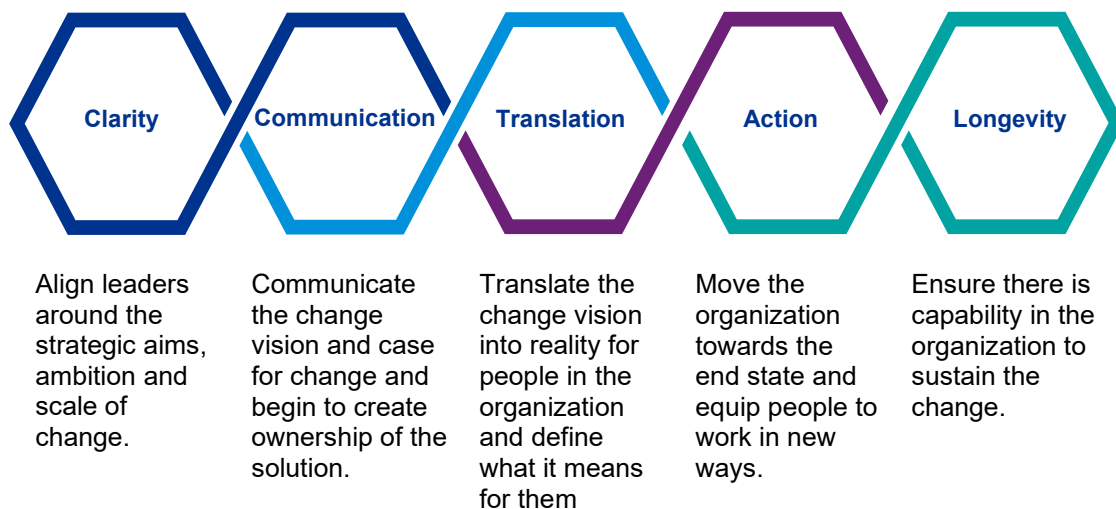 Clarity
Communication
Translation
Action
Longevity
Align leaders
around the
strategic aims,
ambition and
scale of
change.
Communicate
the change
vision and case
for change and
begin to create
ownership of the
solution.
Translate the
change vision
into reality for
people in the
organization
and define
what it means
for them
Move the
organization
towards the
end state and
equip people to
work in new
ways.
Ensure there is
capability in the
organization to
sustain the
change.